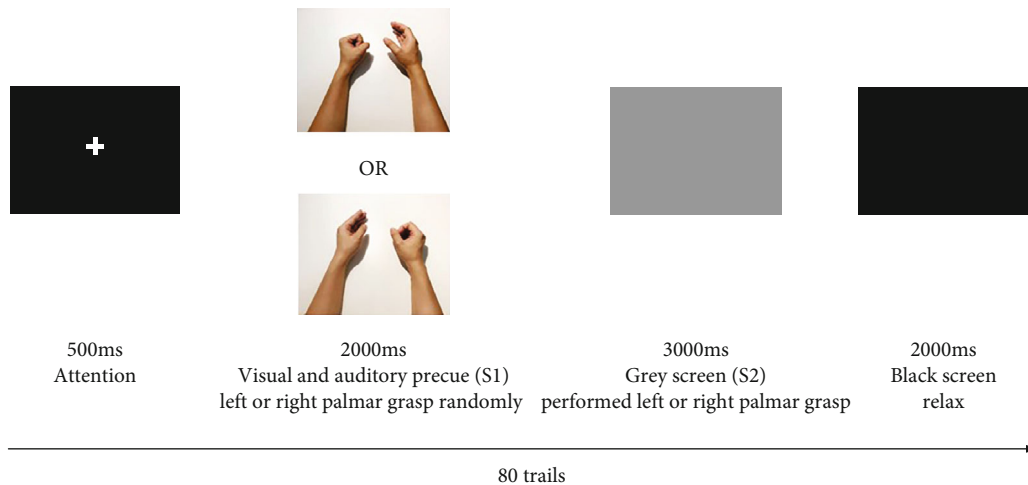 OR
500ms
Attention
2000ms
Visual and auditory precue (S1)
left or right palmar grasp randomly
3000ms
Grey screen (S2)
performed left or right palmar grasp
2000ms
Black screen
relax
80 trails